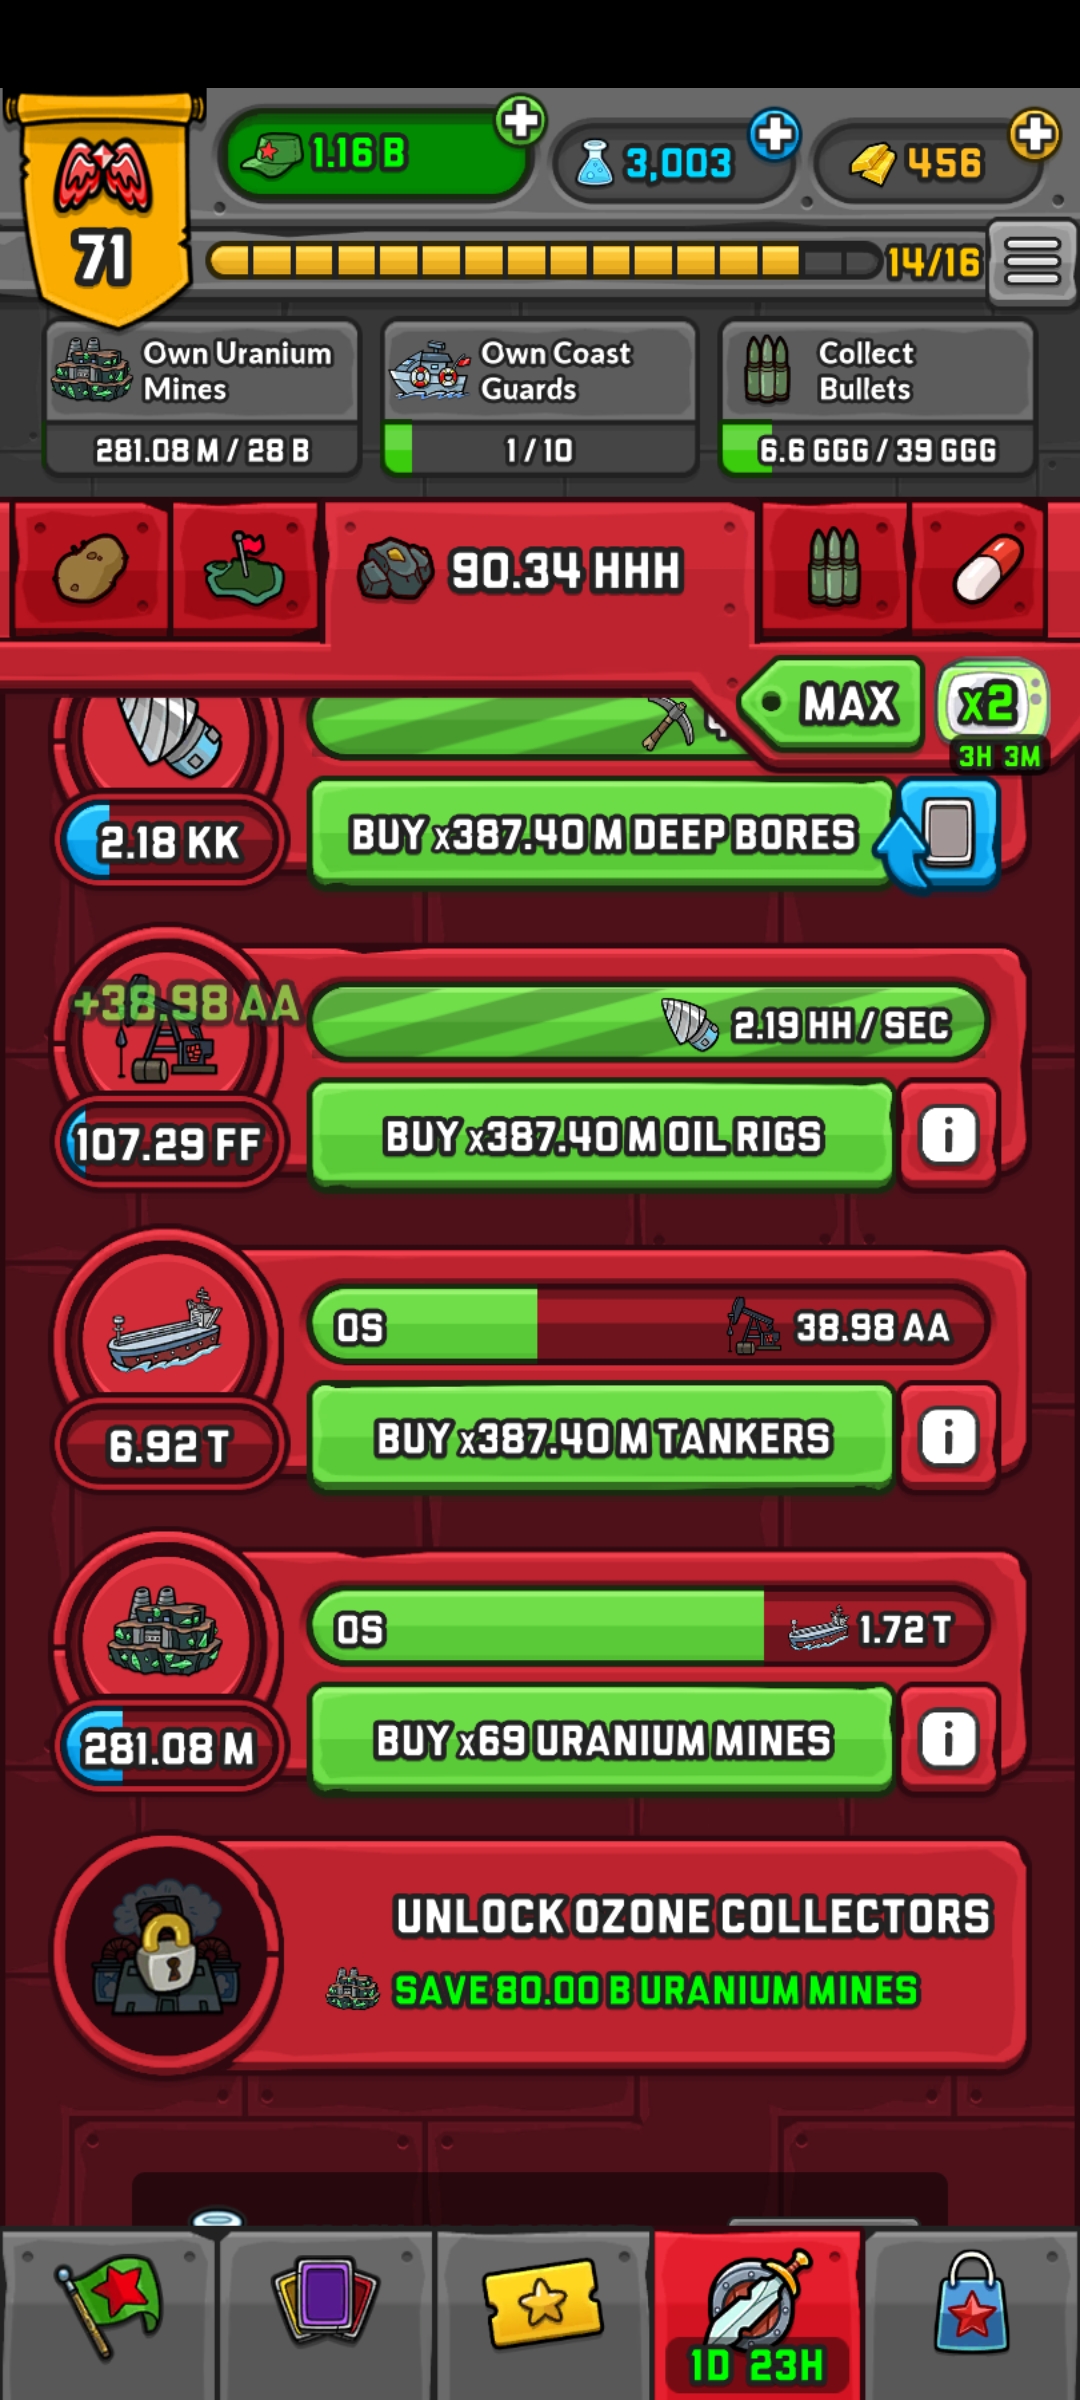 1.16 B
3,003
456
71
14/16
Own Uranium
Mines
281.08 M / 28 B
Own Coast
Guards
1 / 10
Collect
Bullets
6.6 GGG / 39 GGG
90.34 HHH
MAX
x2
3H 3M
2.18 KK
BUY x387.40 M DEEP BORES
+38.98 AA
2.19 HH / SEC
107.29 FF
BUY x387.40 M OIL RIGS
0S
38.98 AA
6.92 T
BUY x387.40 M TANKERS
0S
1.72 T
281.08 M
BUY x69 URANIUM MINES
UNLOCK OZONE COLLECTORS
SAVE 80.00 B URANIUM MINES
1D 23H